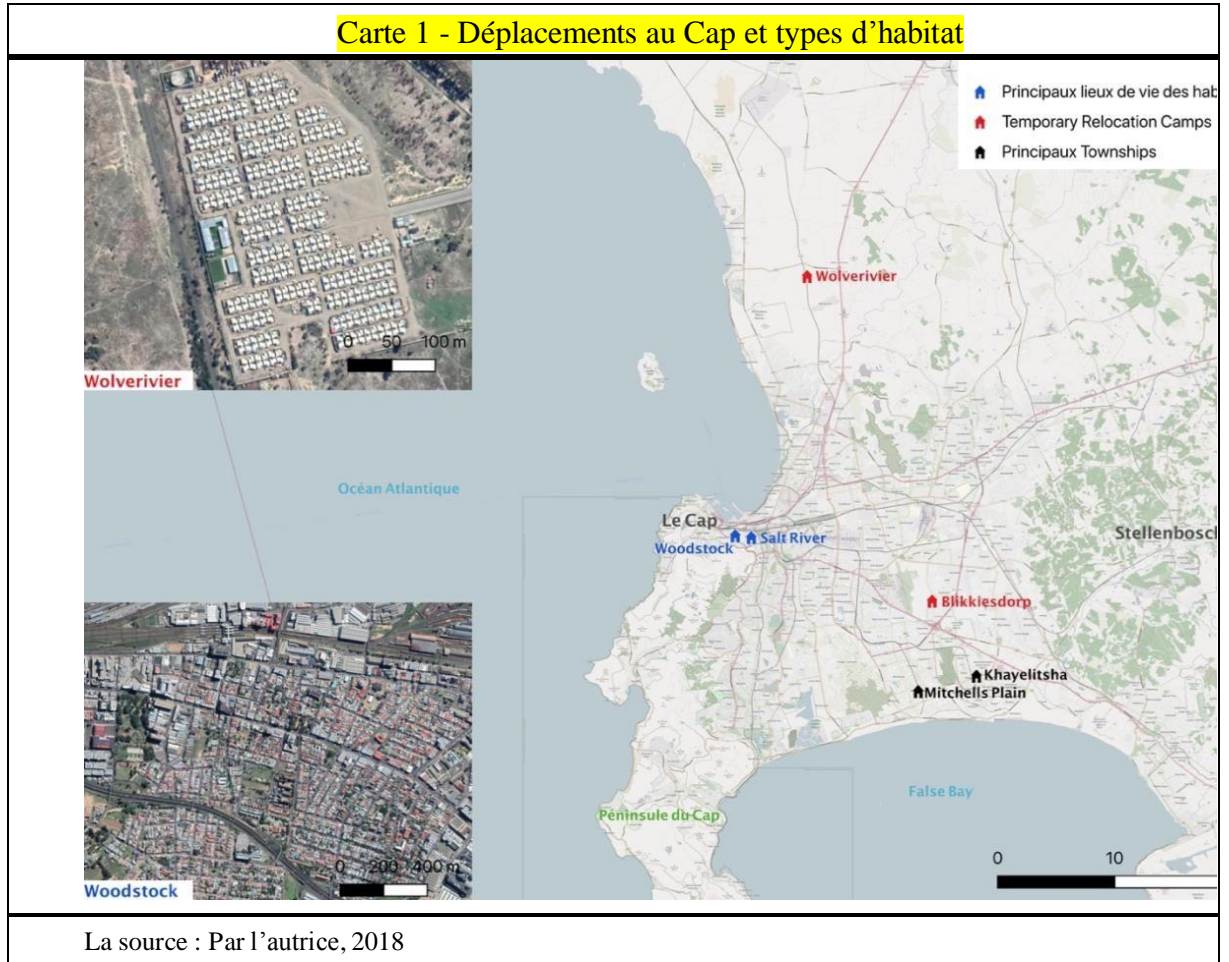 Carte 1 - Déplacements au Cap et types d’habitat
Principaux lieux de vie des hab
Temporary Relocation Camps
Principaux Townships
Wolverivier
0 50 100 m
Wolverivier
Océan Atlantique
Le Cap
Woodstock
Salt River
Stellenbosch
Blikkiesdorp
Khayelitsha
Mitchells Plain
False Bay
Péninsule du Cap
0 200 400 m
Woodstock
0 10
La source : Par l’autrice, 2018